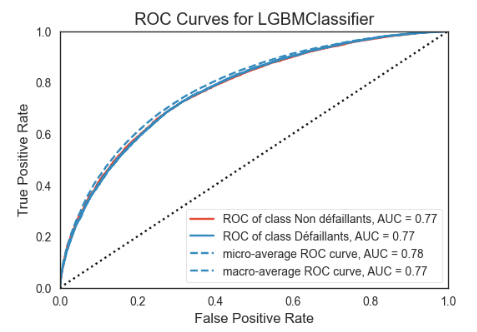 ROC Curves for LGBMClassifier
1.0
0.8
0.6
0.4
0.2
0.0
True Positive Rate
ROC of class Non défaillants, AUC = 0.77
ROC of class Défaillants, AUC = 0.77
micro-average ROC curve, AUC = 0.78
macro-average ROC curve, AUC = 0.77
0.0 0.2 0.4 0.6 0.8 1.0
False Positive Rate